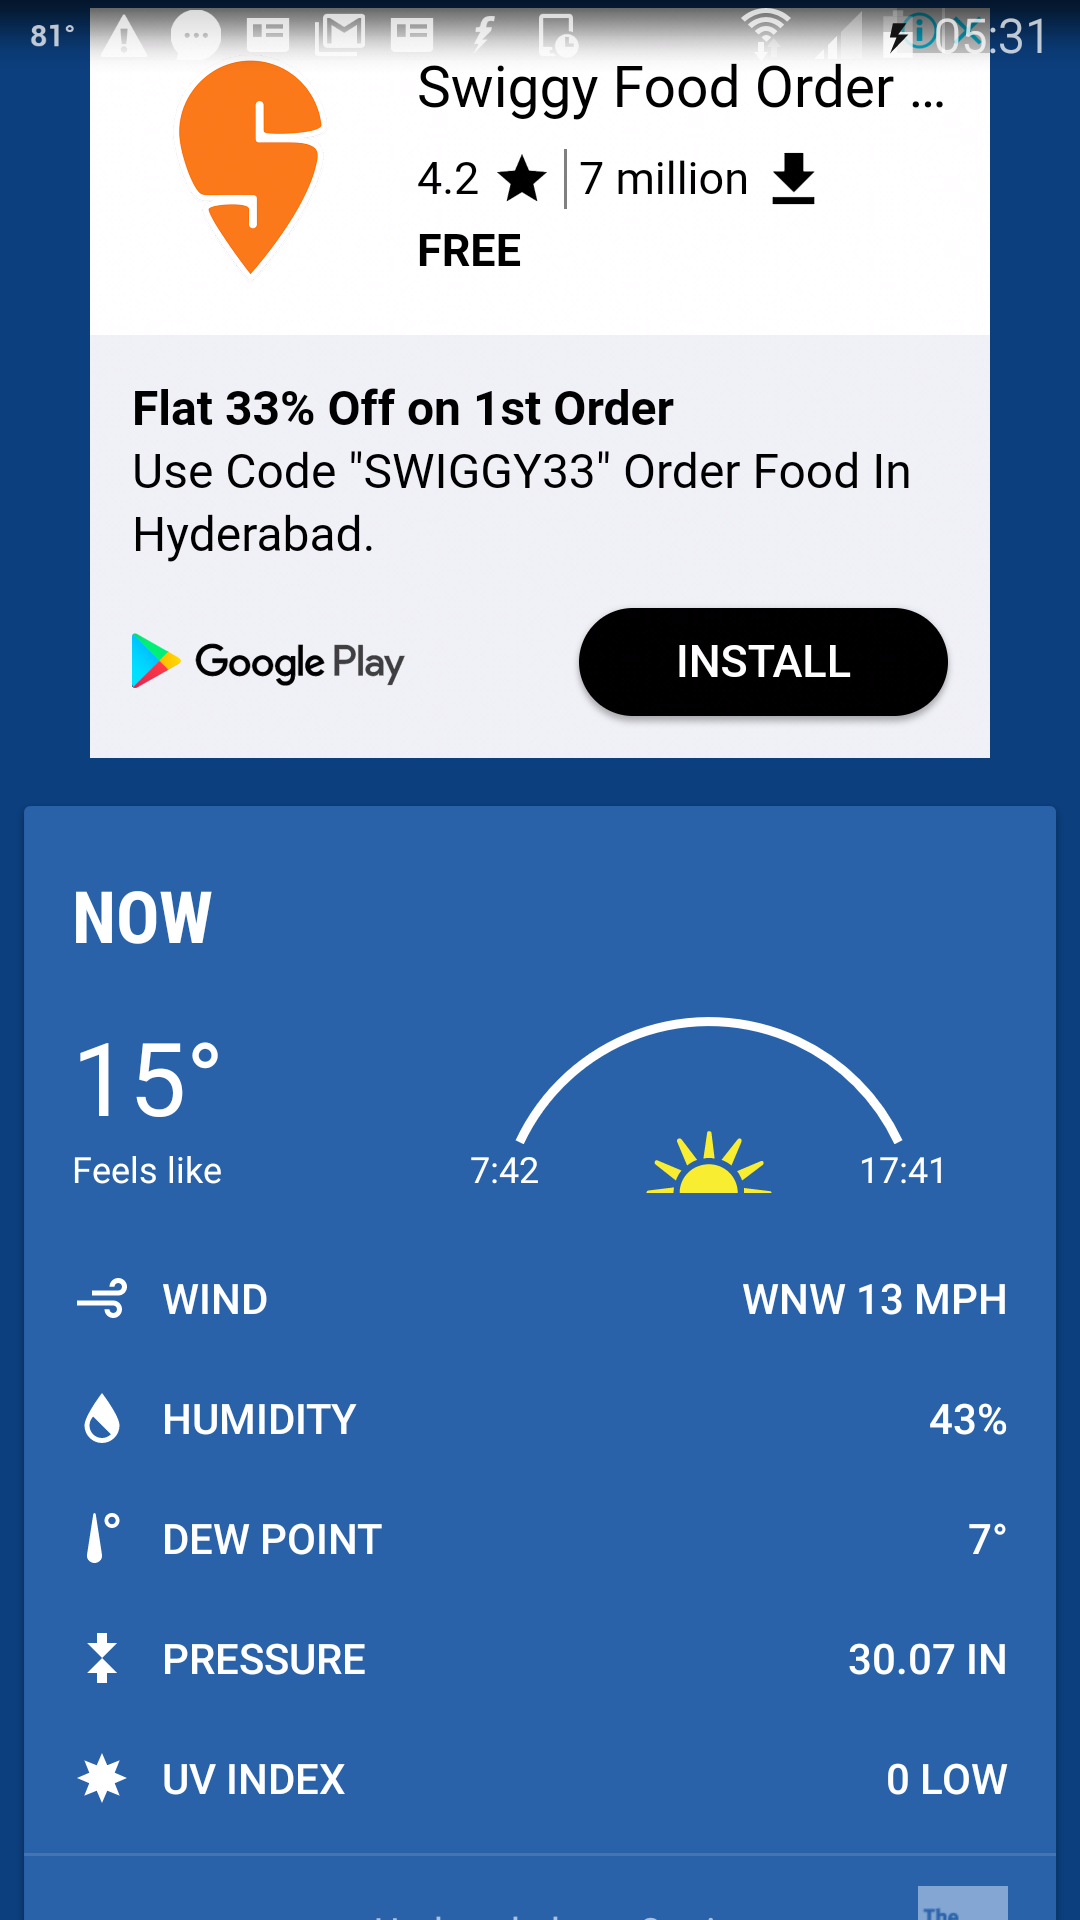 81° 05:31
Swiggy Food Order ...
4.2 7 million
FREE
Flat 33% Off on 1st Order
Use Code "SWIGGY33" Order Food In
Hyderabad.
Google Play INSTALL
NOW
15°
Feels like 7:42 17:41
WIND WNW 13 MPH
HUMIDITY 43%
DEW POINT 7°
PRESSURE 30.07 IN
UV INDEX 0 LOW
The